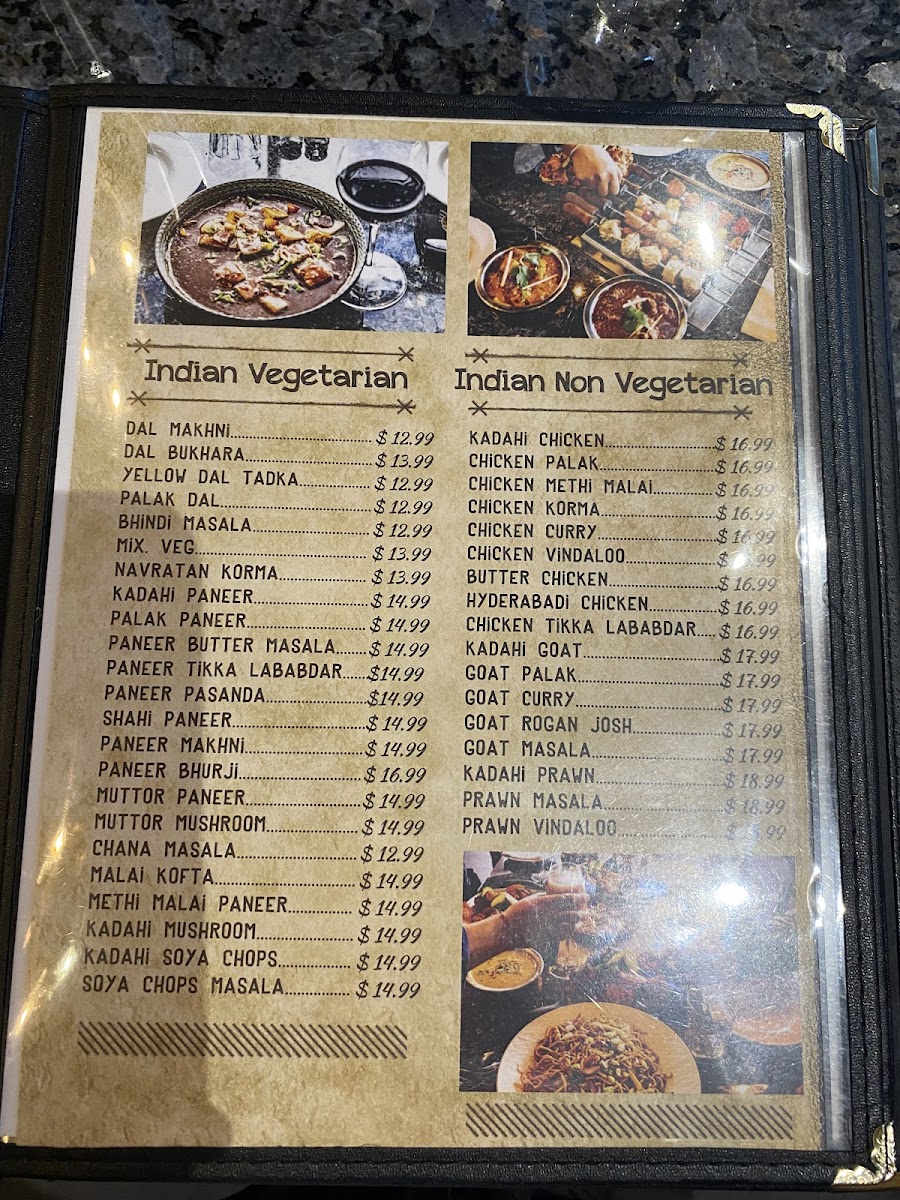 Indian Vegetarian
DAL MAKHNI $12.99
DAL BUKHARA $13.99
YELLOW DAL TADKA $12.99
PALAK DAL $12.99
BHINDI MASALA $12.99
MIX. VEG $13.99
NAVRATAN KORMA $13.99
KADAHI PANEER $14.99
PALAK PANEER $14.99
PANEER BUTTER MASALA $14.99
PANEER TIKKA LABABDAR $14.99
PANEER PASANDA $14.99
SHAHI PANEER $14.99
PANEER MAKHNI $14.99
PANEER BHURJI $16.99
MUTTOR PANEER $14.99
MUTTOR MUSHROOM $14.99
CHANA MASALA $12.99
MALAI KOFTA $14.99
METHI MALAI PANEER $14.99
KADAHI MUSHROOM $14.99
KADAHI SOYA CHOPS $14.99
SOYA CHOPS MASALA $14.99
Indian Non Vegetarian
KADAHI CHICKEN $16.99
CHICKEN PALAK $16.99
CHICKEN METHI MALAI $16.99
CHICKEN KORMA $16.99
CHICKEN CURRY $16.99
CHICKEN VINDALOO
BUTTER CHICKEN $16.99
HYDERABADI CHICKEN $16.99
CHICKEN TIKKA LABABDAR $16.99
KADAHI GOAT $17.99
GOAT PALAK $17.99
GOAT CURRY $17.99
GOAT ROGAN JOSH $17.99
GOAT MASALA $17.99
KADAHI PRAWN $18.99
PRAWN MASALA $18.99
PRAWN VINDALOO